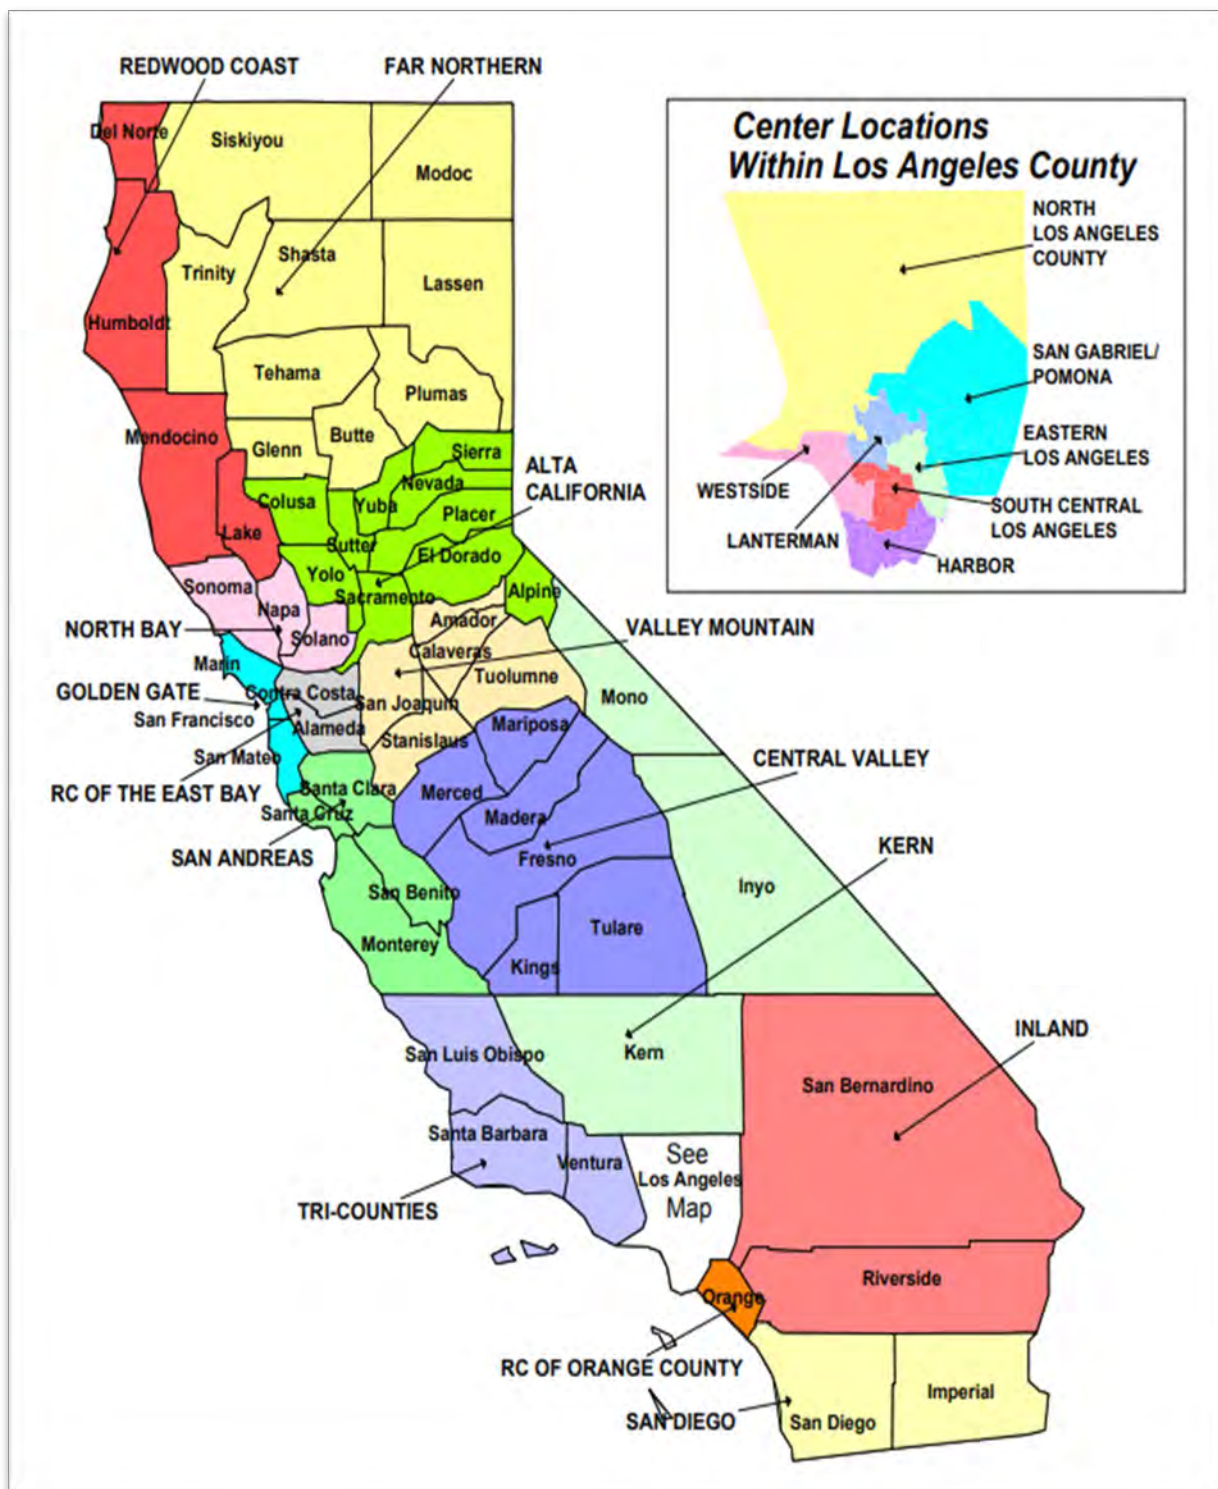 REDWOOD COAST
FAR NORTHERN
Del Norte
Siskiyou
Modoc
Shasta
Trinity
Lassen
Humboldt
Tehama
Plumas
Mendocino
Glenn
Butte
Sierra
Nevada
Colusa
Yuba
Placer
ALTA
CALIFORNIA
Lake
Sutter
El Dorado
Yolo
Sonoma
Sacramento
Alpine
Napa
Amador
NORTH BAY
Solano
VALLEY MOUNTAIN
Calaveras
Marin
Tuolumne
GOLDEN GATE
Contra Costa
San Joaquin
Mono
San Francisco
Alameda
Mariposa
Stanislaus
San Mateo
CENTRAL VALLEY
RC OF THE EAST BAY
Santa Clara
Merced
Santa Cruz
Madera
SAN ANDREAS
Fresno
KERN
San Benito
Inyo
Tulare
Monterey
Kings
INLAND
San Luis Obispo
Kern
San Bernardino
Santa Barbara
Ventura
See
Los Angeles
Map
TRI-COUNTIES
Riverside
Orange
RC OF ORANGE COUNTY
Imperial
SAN DIEGO
San Diego
Center Locations
Within Los Angeles County
NORTH
LOS ANGELES
COUNTY
SAN GABRIEL/
POMONA
EASTERN
LOS ANGELES
WESTSIDE
SOUTH CENTRAL
LOS ANGELES
LANTERMAN
HARBOR